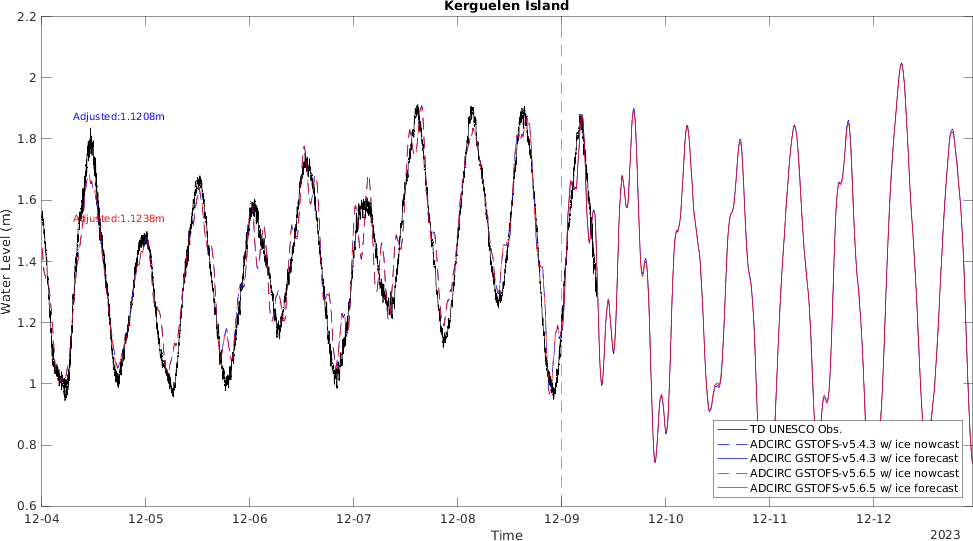 Kerguelen Island
2.2
2
1.8
1.6
1.4
1.2
1
0.8
0.6
Water Level (m)
Adjusted:1.1208m
Adjusted:1.1238m
TD UNESCO Obs.
ADCIRC GSTOFS-v5.4.3 w/ ice nowcast
ADCIRC GSTOFS-v5.4.3 w/ ice forecast
ADCIRC GSTOFS-v5.6.5 w/ ice nowcast
ADCIRC GSTOFS-v5.6.5 w/ ice forecast
12-04 12-05 12-06 12-07 12-08 12-09 12-10 12-11 12-12
Time
2023